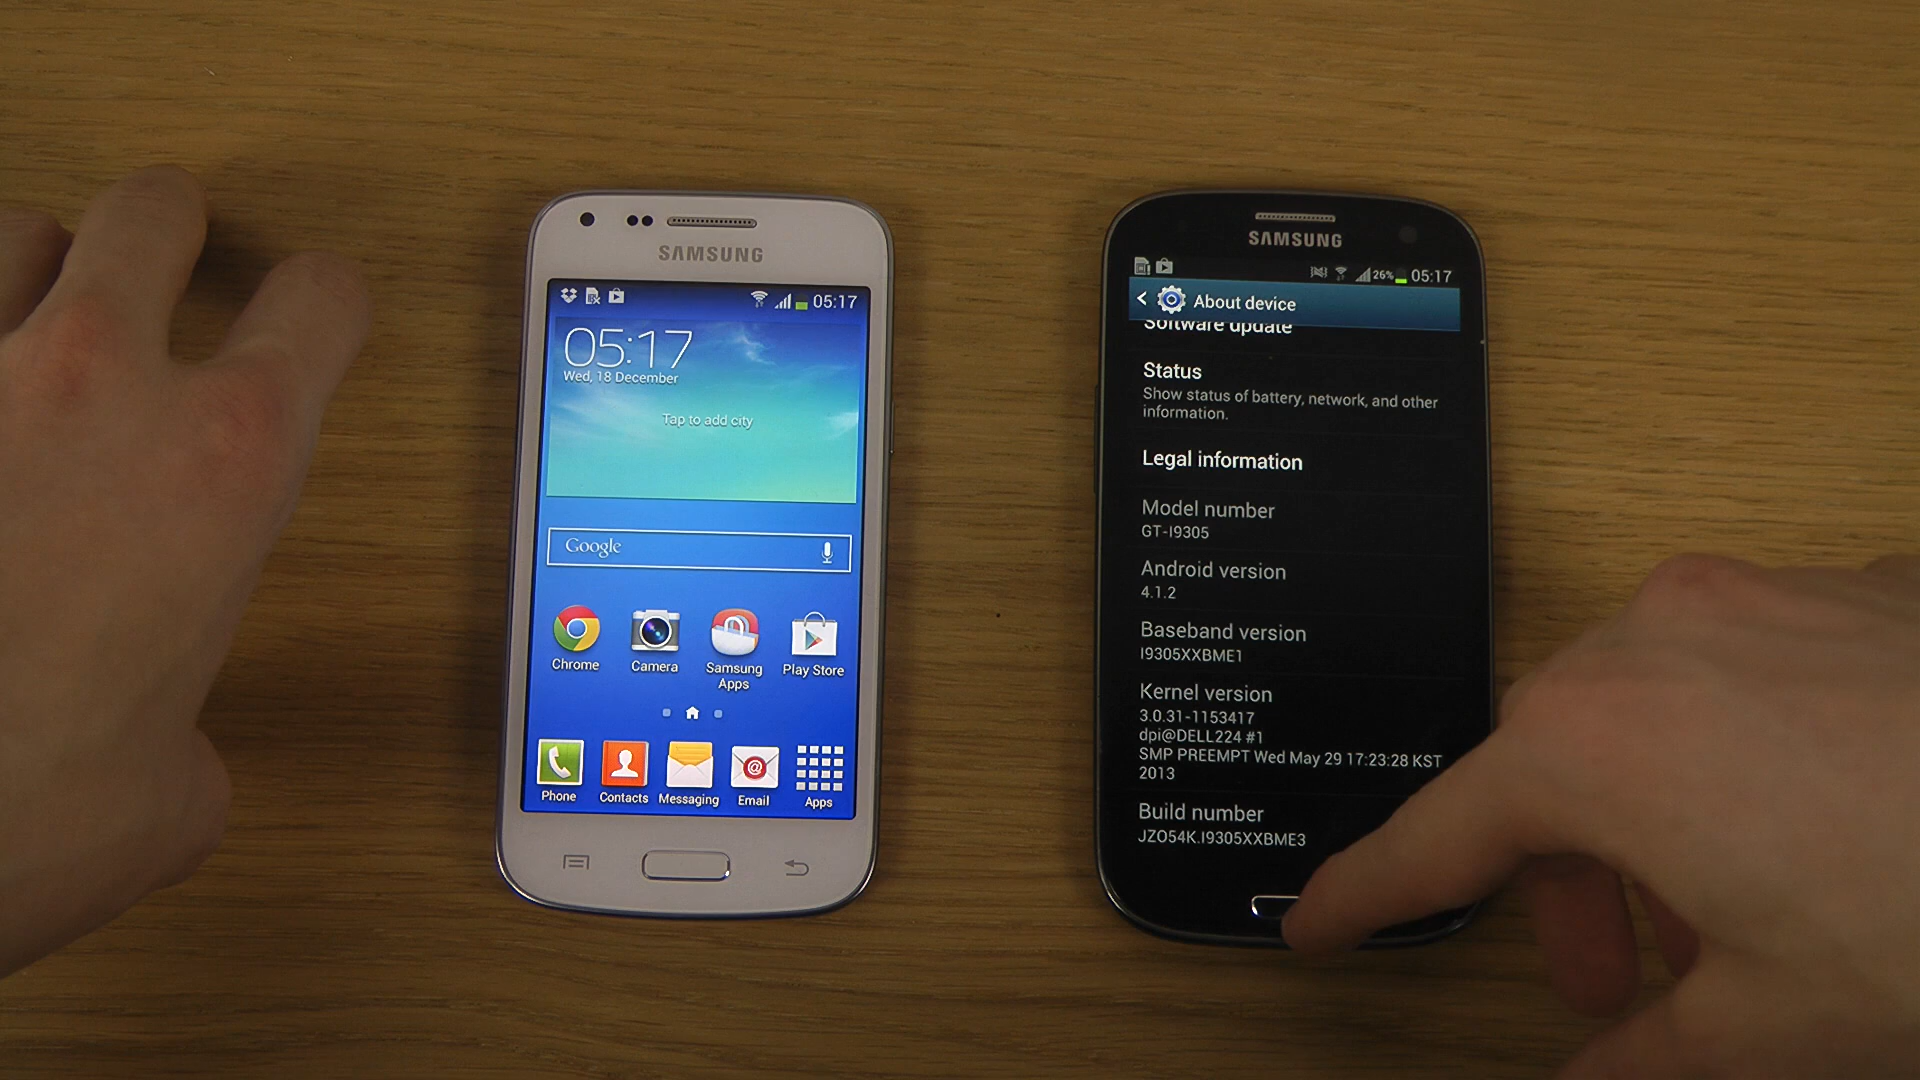 SAMSUNG
05:17
05:17
Wed, 18 December
Tap to add city
Google
Chrome
Camera
Samsung
Apps
Play Store
Phone
Contacts
Messaging
Email
Apps
SAMSUNG
26% 05:17
About device
Software update
Status
Show status of battery, network, and other
information.
Legal information
Model number
GT-I9305
Android version
4.1.2
Baseband version
I9305XXBME1
Kernel version
3.0.31-1153417
dpi@DELL224 #1
SMP PREEMPT Wed May 29 17:23:28 KST
2013
Build number
JZO54K.I9305XXBME3